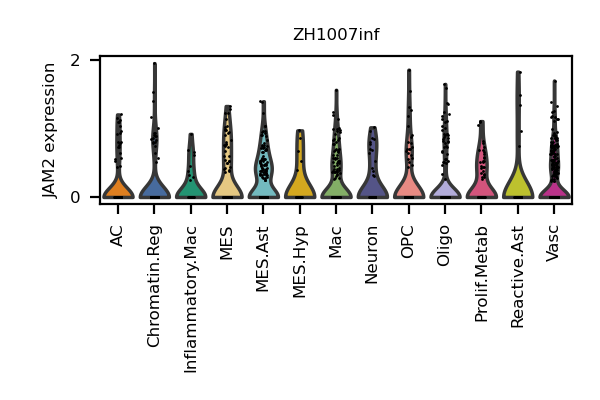 ZH1007inf
JAM2 expression
2
0
AC
Chromatin.Reg
Inflammatory.Mac
MES
MES.Ast
MES.Hyp
Mac
Neuron
OPC
Oligo
Prolif.Metab
Reactive.Ast
Vasc